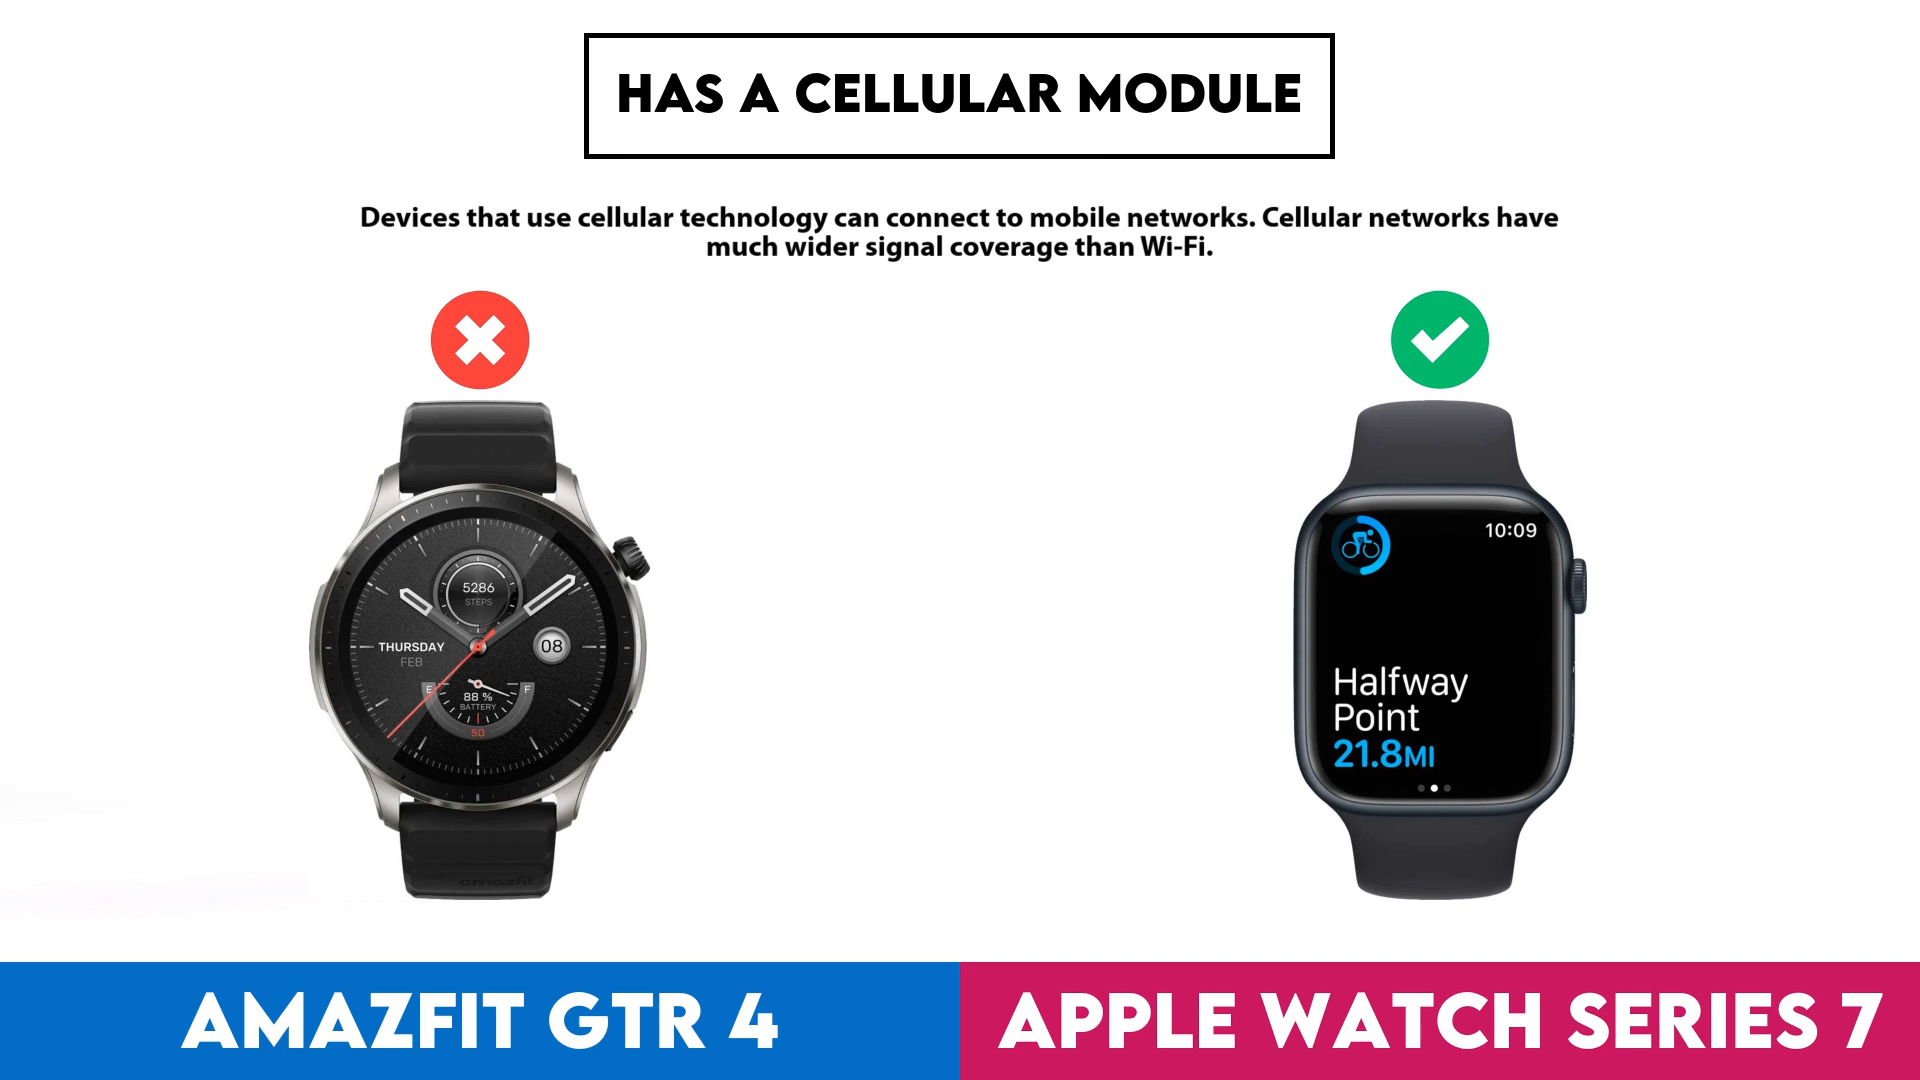 HAS A CELLULAR MODULE
Devices that use cellular technology can connect to mobile networks. Cellular networks have
much wider signal coverage than Wi-Fi.
5286
STEPS
THURSDAY
FEB
08
E
F
88 %
BATTERY
50
amazfit
10:09
Halfway
Point
21.8MI
AMAZFIT GTR 4
APPLE WATCH SERIES 7